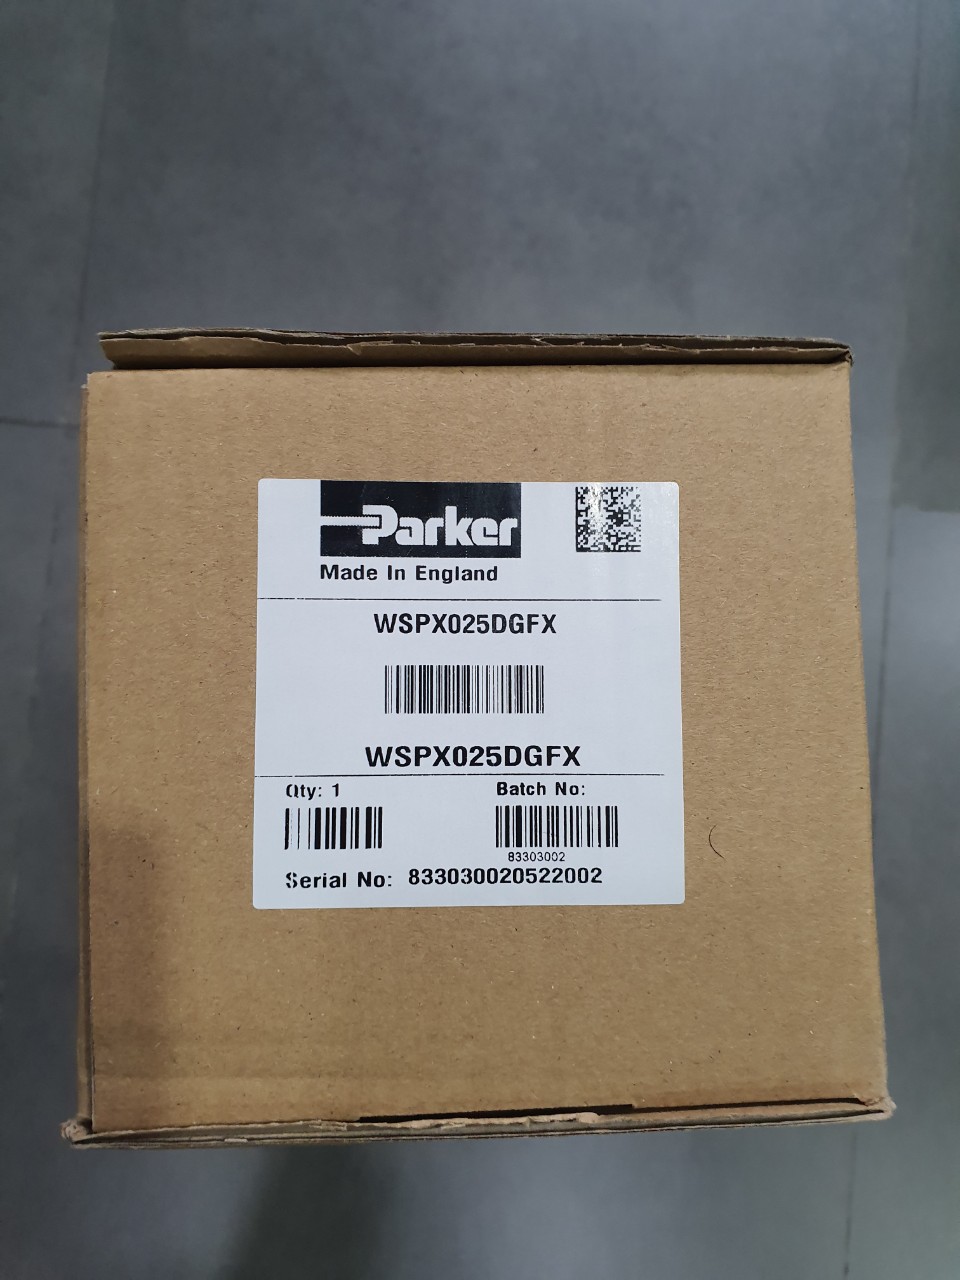 Parker
Made In England
WSPX025DGFX
WSPX025DGFX
Qty: 1
Batch No:
83303002
Serial No: 833030020522002